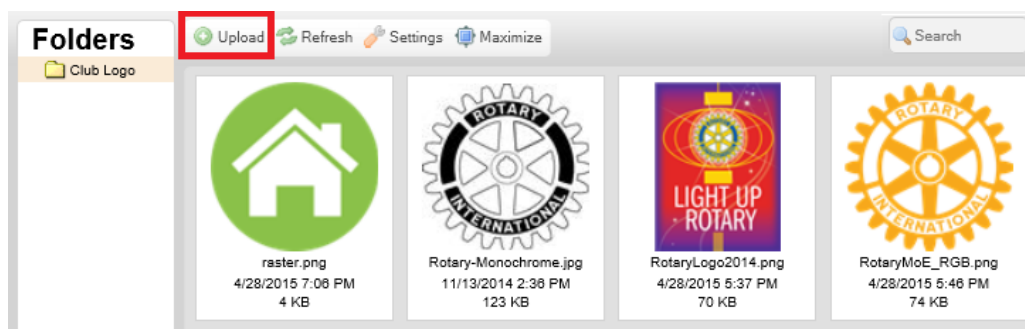 Folders
Club Logo
Upload
Refresh
Settings
Maximize
Search
ROTARY
INTERNATIONAL
LIGHT UP
ROTARY
ROTARY
INTERNATIONAL
raster.png
4/28/2015 7:06 PM
4 KB
Rotary-Monochrome.jpg
11/13/2014 2:36 PM
123 KB
RotaryLogo2014.png
4/28/2015 5:37 PM
70 KB
RotaryMoE_RGB.png
4/28/2015 5:46 PM
74 KB